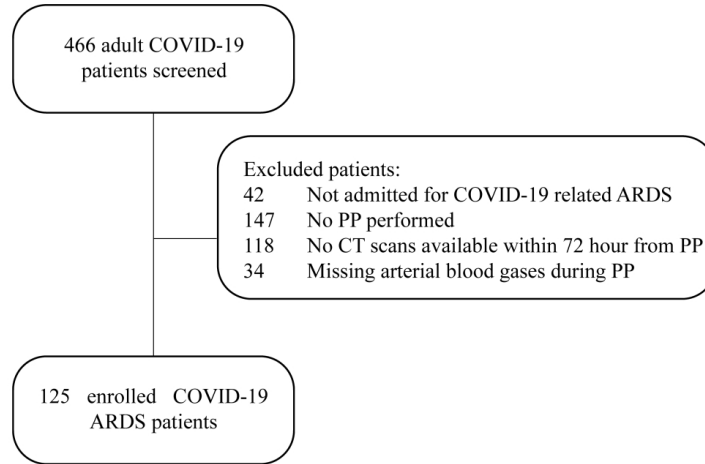 466 adult COVID-19
patients screened
Excluded patients:
42 Not admitted for COVID-19 related ARDS
147 No PP performed
118 No CT scans available within 72 hour from PP
34 Missing arterial blood gases during PP
125 enrolled COVID-19
ARDS patients